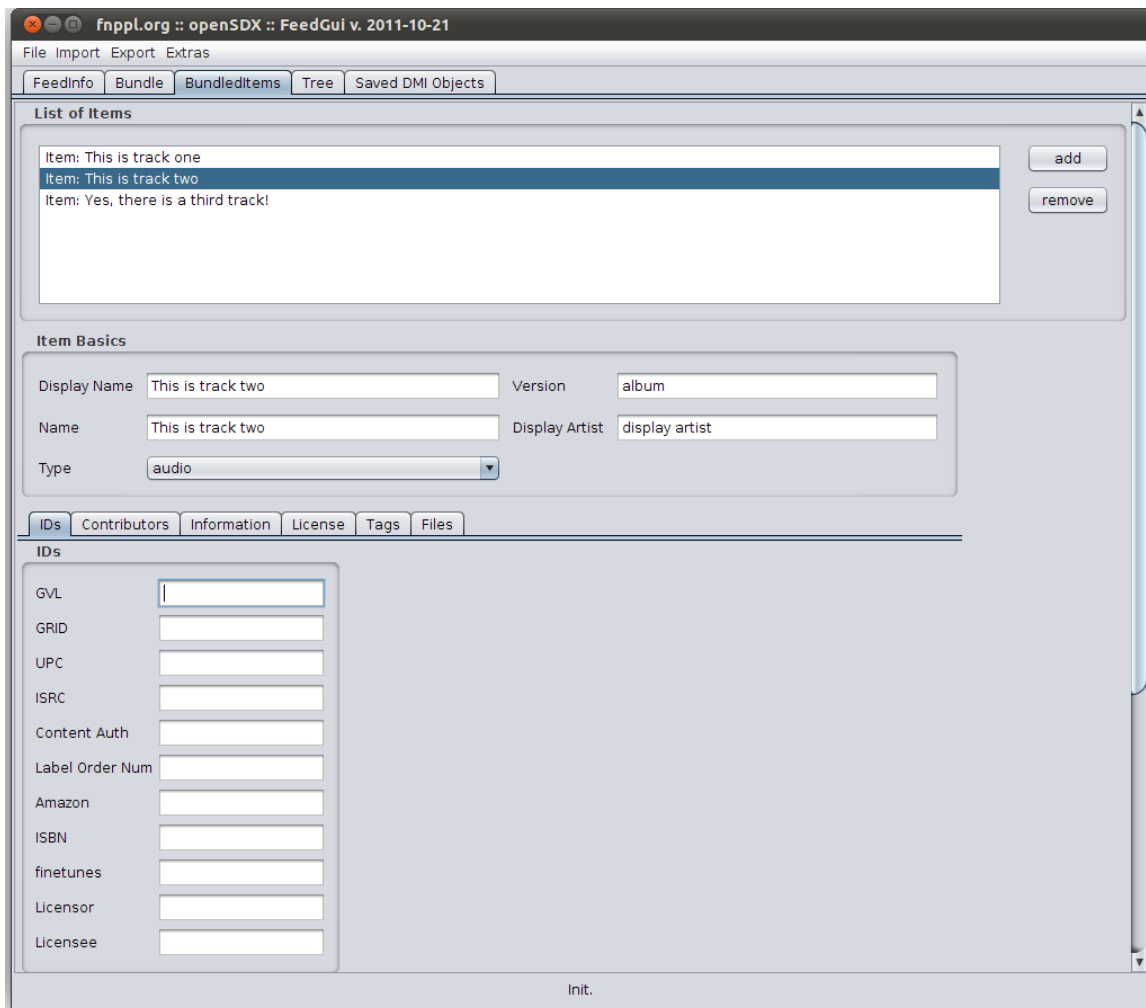 fnppl.org :: openSDX :: FeedGui v. 2011-10-21
File Import Export Extras
FeedInfo Bundle BundledItems Tree Saved DMI Objects
List of Items
Item: This is track one
Item: This is track two
Item: Yes, there is a third track!
add
remove
Item Basics
Display Name This is track two Version album
Name This is track two Display Artist display artist
Type audio
IDs Contributors Information License Tags Files
IDs
GVL
GRID
UPC
ISRC
Content Auth
Label Order Num
Amazon
ISBN
finetunes
Licensor
Licensee
Init.